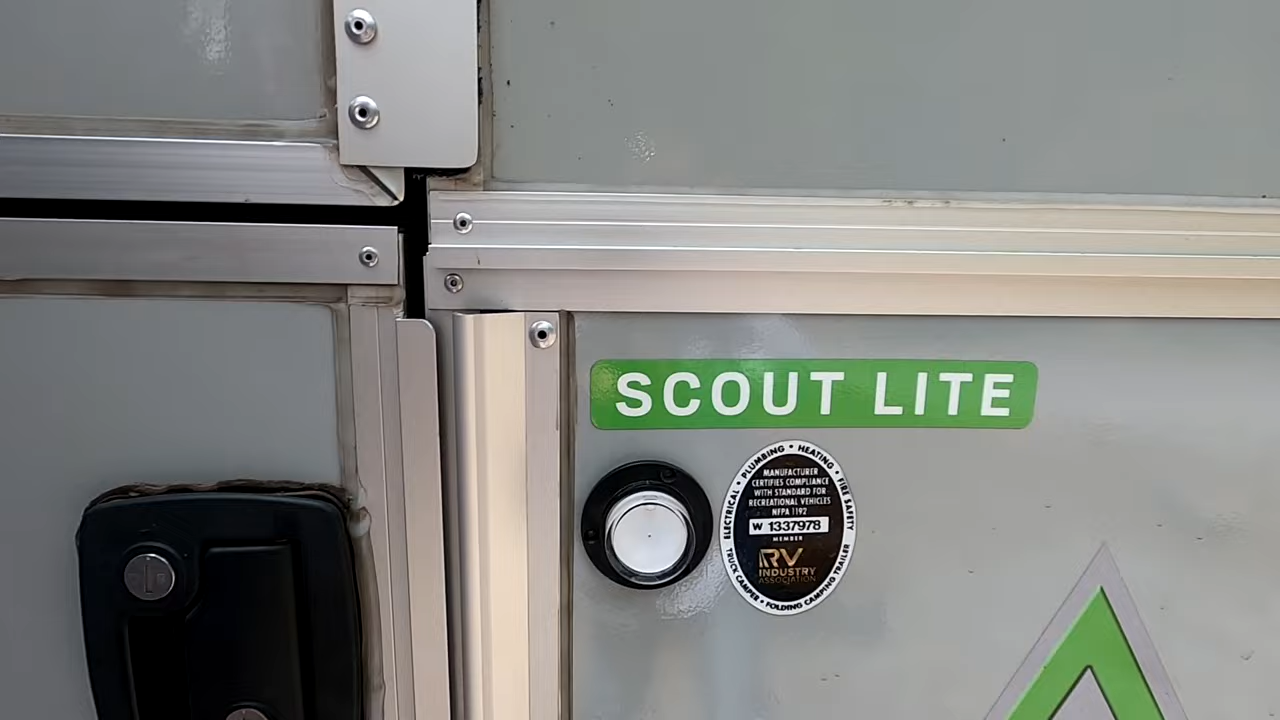 SCOUT LITE
ELECTRICAL • PLUMBING • HEATING • FIRE SAFETY
MANUFACTURER
CERTIFIES COMPLIANCE
WITH STANDARD FOR
RECREATIONAL VEHICLES
NFPA 1192
W 1337978
MEMBER
RV
INDUSTRY
ASSOCIATION
TRUCK CAMPER • FOLDING CAMPING TRAILER